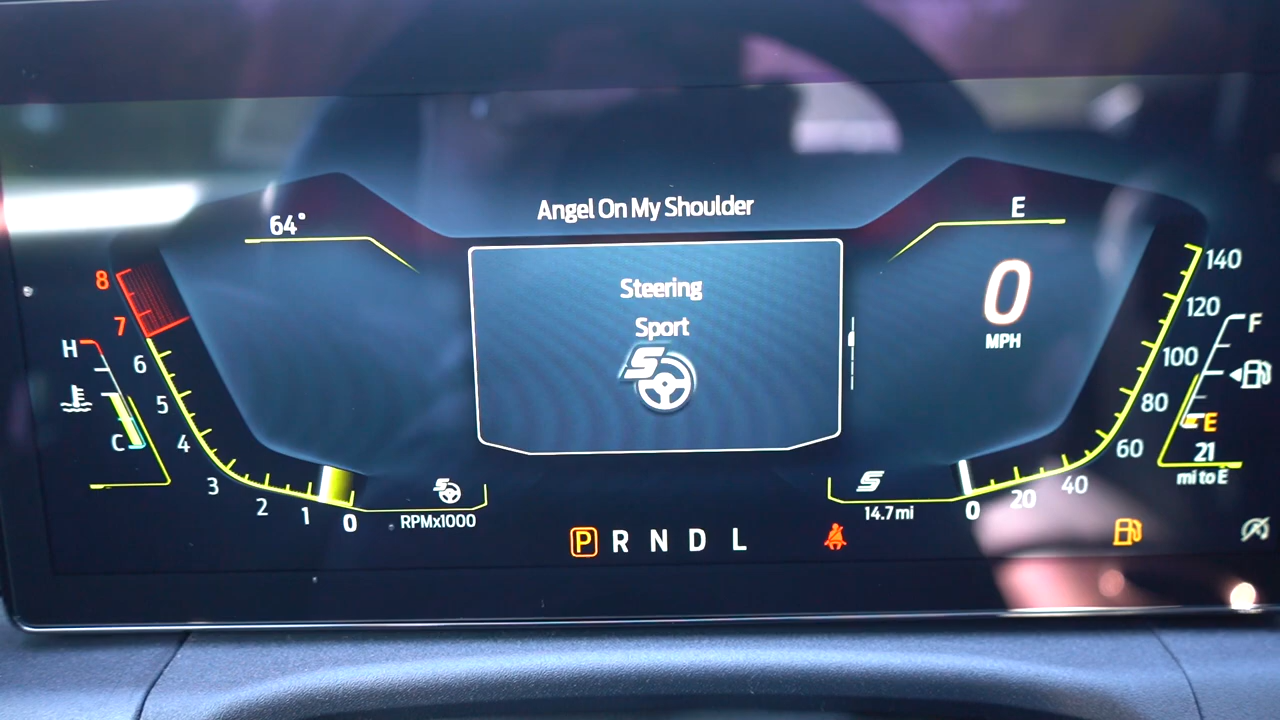 Angel On My Shoulder
64°
E
Steering
Sport
S
0
MPH
8
7
6
5
4
3
2
1
0
RPMx1000
H
C
140
120
100
80
60
40
20
0
F
E
21
mi to E
S
14.7 mi
P R N D L